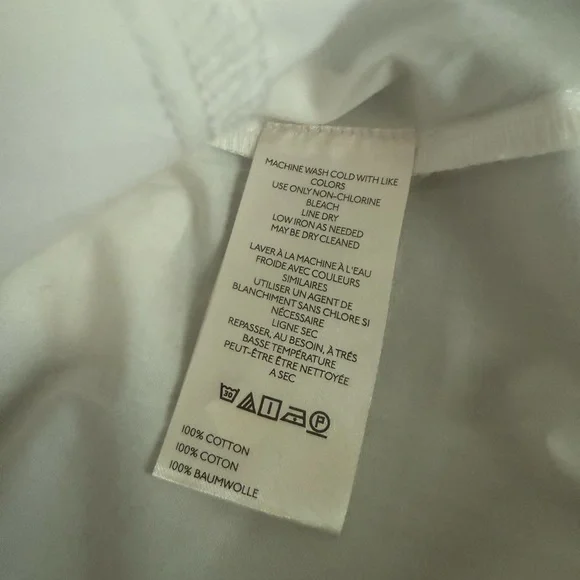 MACHINE WASH COLD WITH LIKE
COLORS
USE ONLY NON-CHLORINE
BLEACH
LINE DRY
LOW IRON AS NEEDED
MAY BE DRY CLEANED
LAVER À LA MACHINE À L'EAU
FROIDE AVEC COULEURS
SIMILAIRES
UTILISER UN AGENT DE
BLANCHIMENT SANS CHLORE SI
NÉCESSAIRE
LIGNE SEC
REPASSER, AU BESOIN, À TRÉS
BASSE TEMPÉRATURE
PEUT-ÊTRE ÊTRE NETTOYÉE
A SEC
30 P
100% COTTON
100% COTON
100% BAUMWOLLE